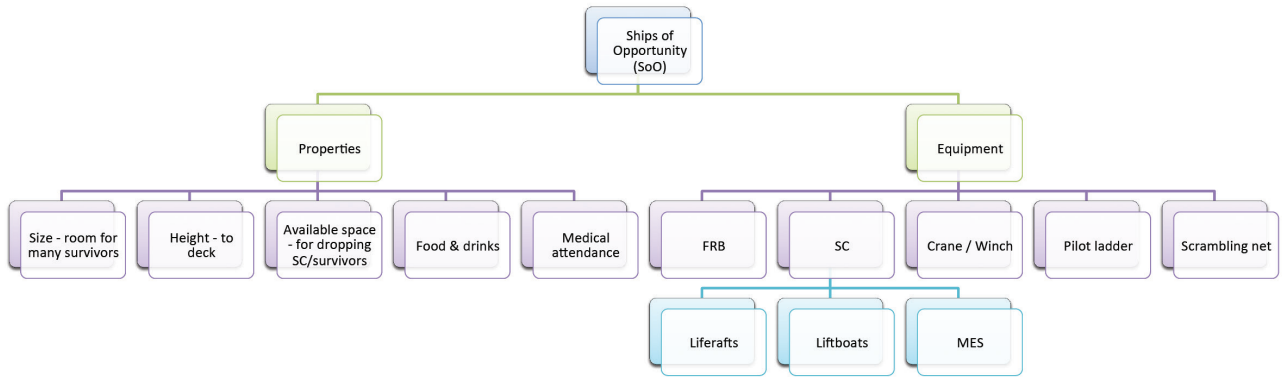 Ships of
Opportunity
(SoO)
Properties
Equipment
Size - room for
many survivors
Height - to
deck
Available space
- for dropping
SC/survivors
Food & drinks
Medical
attendance
FRB
SC
Crane / Winch
Pilot ladder
Scrambling net
Liferafts
Liftboats
MES